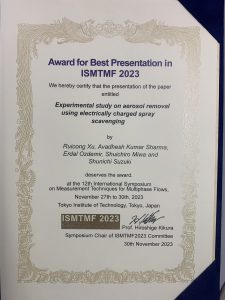 Award for Best Presentation in
ISMTMF 2023
We hereby certify that the presentation of the paper
entitled
Experimental study on aerosol removal
using electrically charged spray
scavenging
by
Ruicong Xu, Avadhesh Kumar Sharma,
Erdal Ozdemir, Shuichiro Miwa and
Shunichi Suzuki
deserves the award.
at the 12th International Symposium
on Measurement Techniques for Multiphase Flows,
November 27th to 30th, 2023
Tokyo Institute of Technology, Tokyo, Japan
ISMTMF 2023
Prof. Hiroshige Kikura
Symposium Chair of ISMTMF2023 Committee
30th November 2023